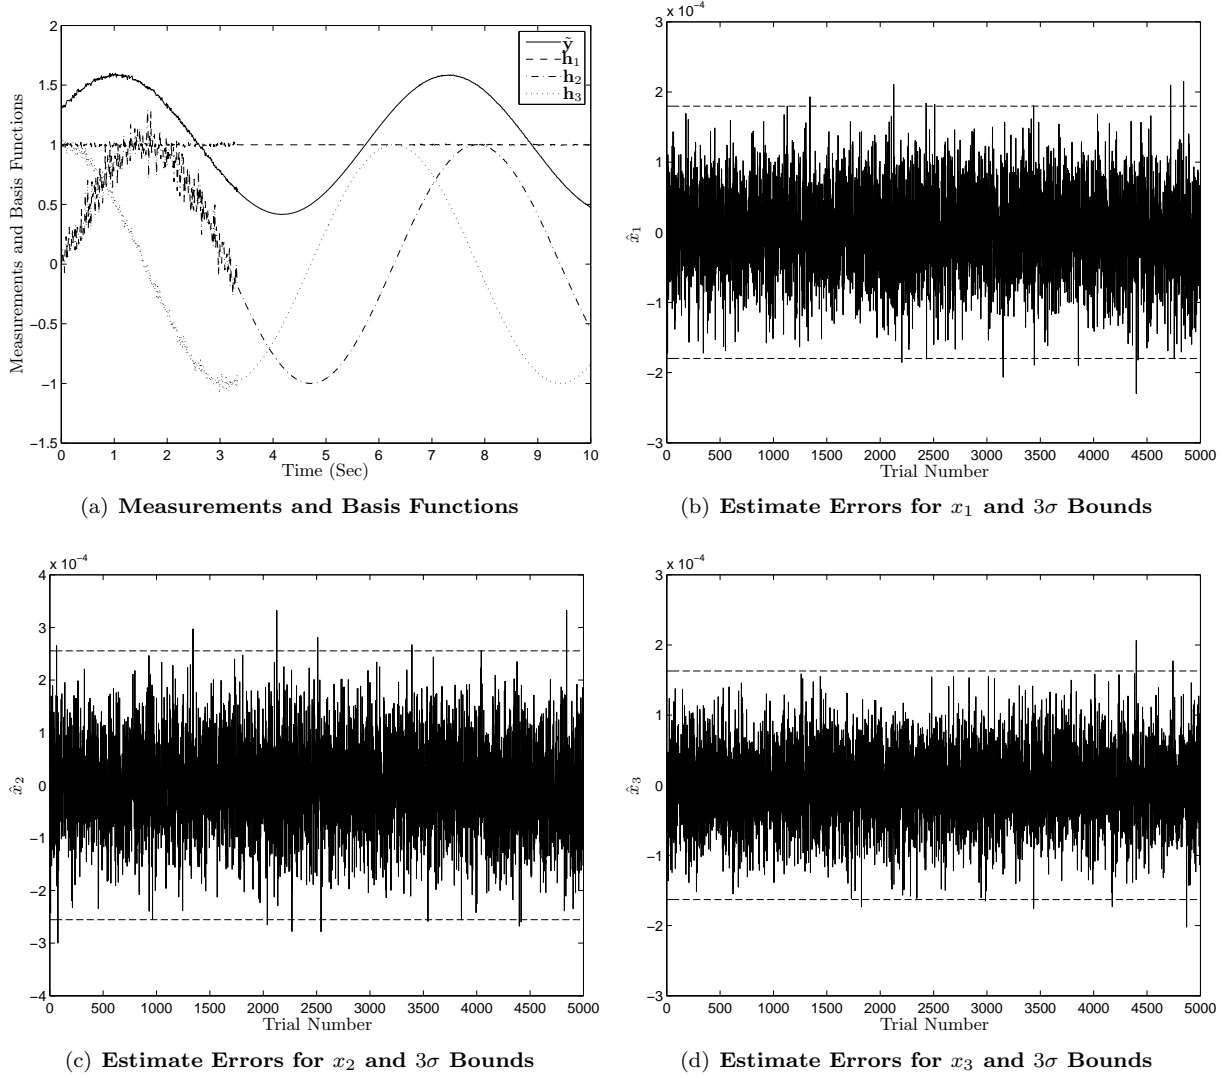 2
1.5
1
0.5
0
−0.5
−1
−1.5
0 1 2 3 4 5 6 7 8 9 10
Measurements and Basis Functions
Time (Sec)
ỹ
h₁
h₂
h₃
(a) Measurements and Basis Functions
x 10⁻⁴
3
2
1
0
−1
−2
−3
0 500 1000 1500 2000 2500 3000 3500 4000 4500 5000
x̂₁
Trial Number
(b) Estimate Errors for x₁ and 3σ Bounds
x 10⁻⁴
4
3
2
1
0
−1
−2
−3
−4
0 500 1000 1500 2000 2500 3000 3500 4000 4500 5000
x̂₂
Trial Number
(c) Estimate Errors for x₂ and 3σ Bounds
x 10⁻⁴
3
2
1
0
−1
−2
−3
0 500 1000 1500 2000 2500 3000 3500 4000 4500 5000
x̂₃
Trial Number
(d) Estimate Errors for x₃ and 3σ Bounds